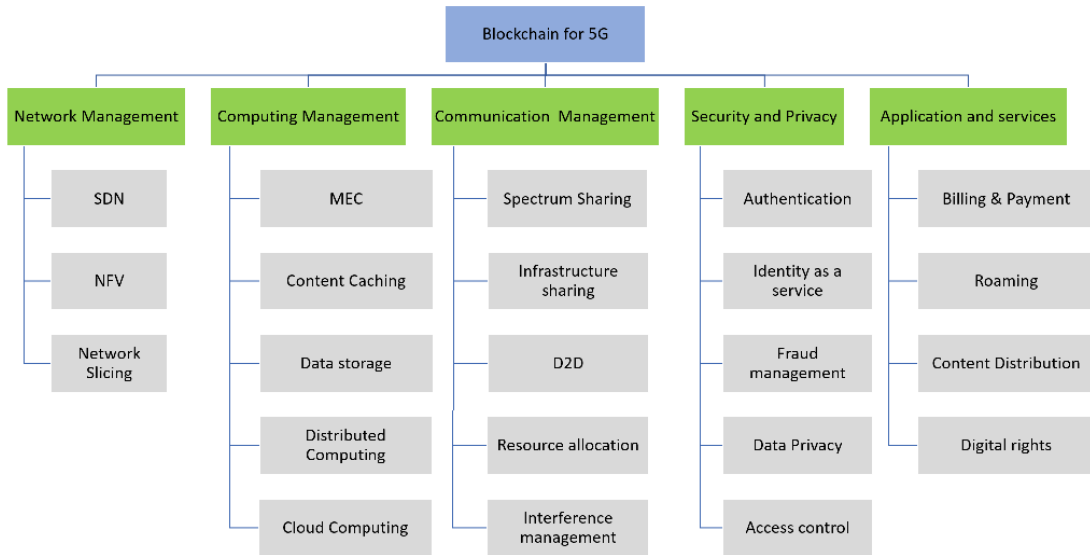 Blockchain for 5G
Network Management
Computing Management
Communication Management
Security and Privacy
Application and services
SDN
MEC
Spectrum Sharing
Authentication
Billing & Payment
NFV
Content Caching
Infrastructure
sharing
Identity as a
service
Roaming
Network
Slicing
Data storage
D2D
Fraud
management
Content Distribution
Distributed
Computing
Resource allocation
Data Privacy
Digital rights
Cloud Computing
Interference
management
Access control